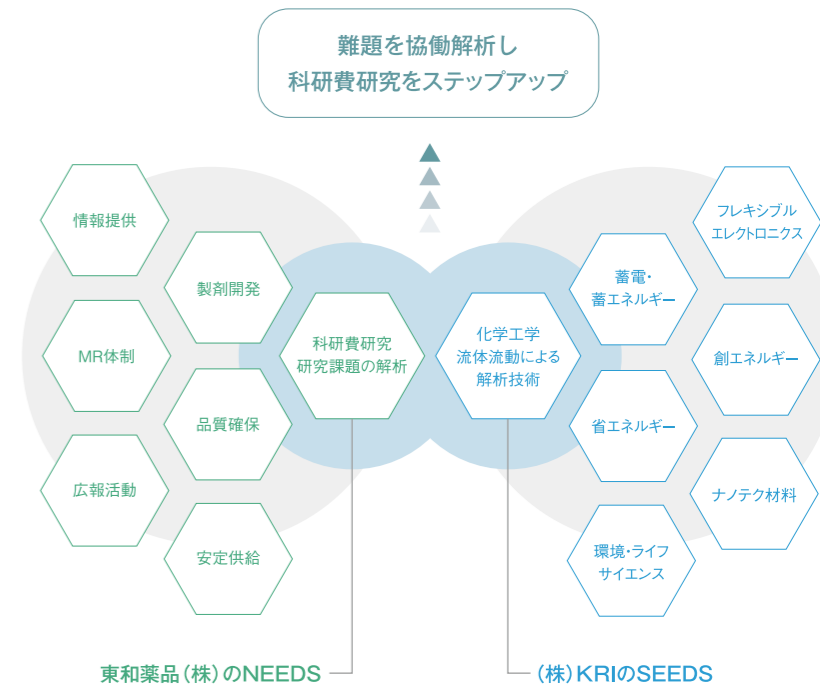 難題を協働解析し
科研費研究をステップアップ
情報提供
製剤開発
MR体制
品質確保
広報活動
安定供給
科研費研究
研究課題の解析
化学工学
流体流動による
解析技術
フレキシブル
エレクトロニクス
蓄電・
蓄エネルギー
創エネルギー
省エネルギー
ナノテク材料
環境・ライフ
サイエンス
東和薬品(株)のNEEDS
(株)KRIのSEEDS